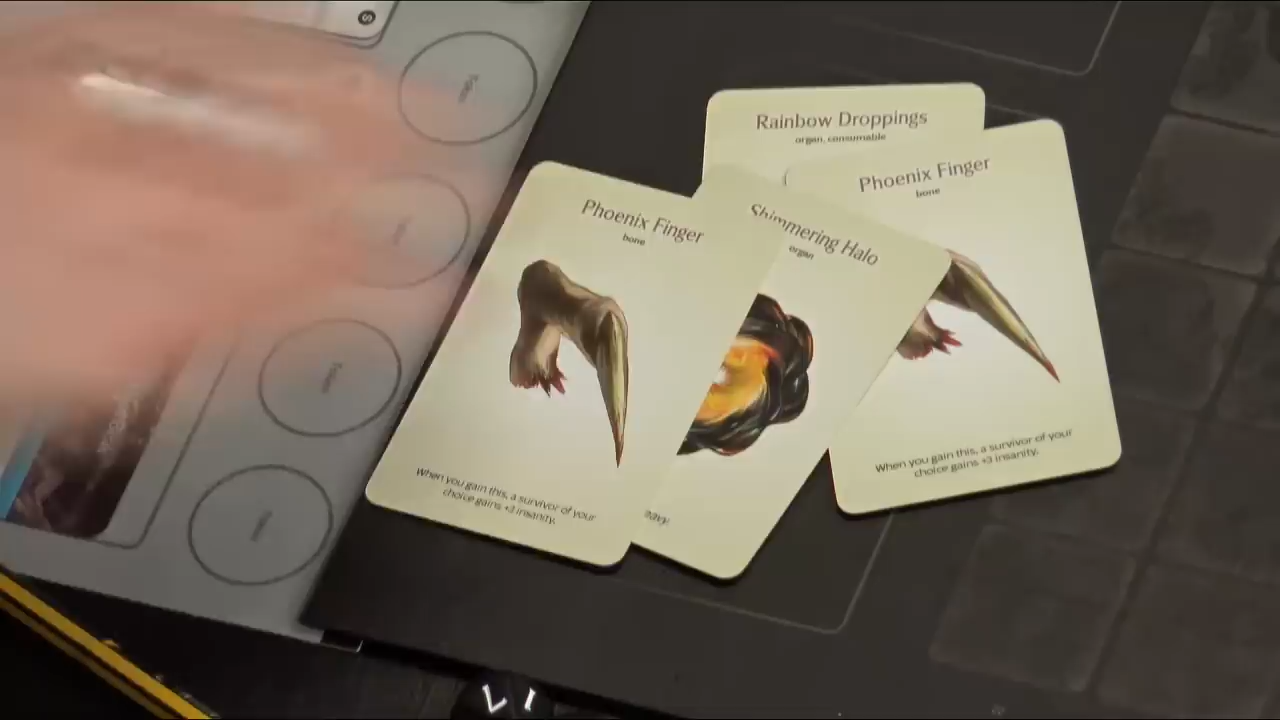 Rainbow Droppings
organ, consumable
Phoenix Finger
bone
When you gain this, a survivor of your
choice gains +3 insanity.
Shimmering Halo
organ
Phoenix Finger
bone
When you gain this, a survivor of your
choice gains +3 insanity.